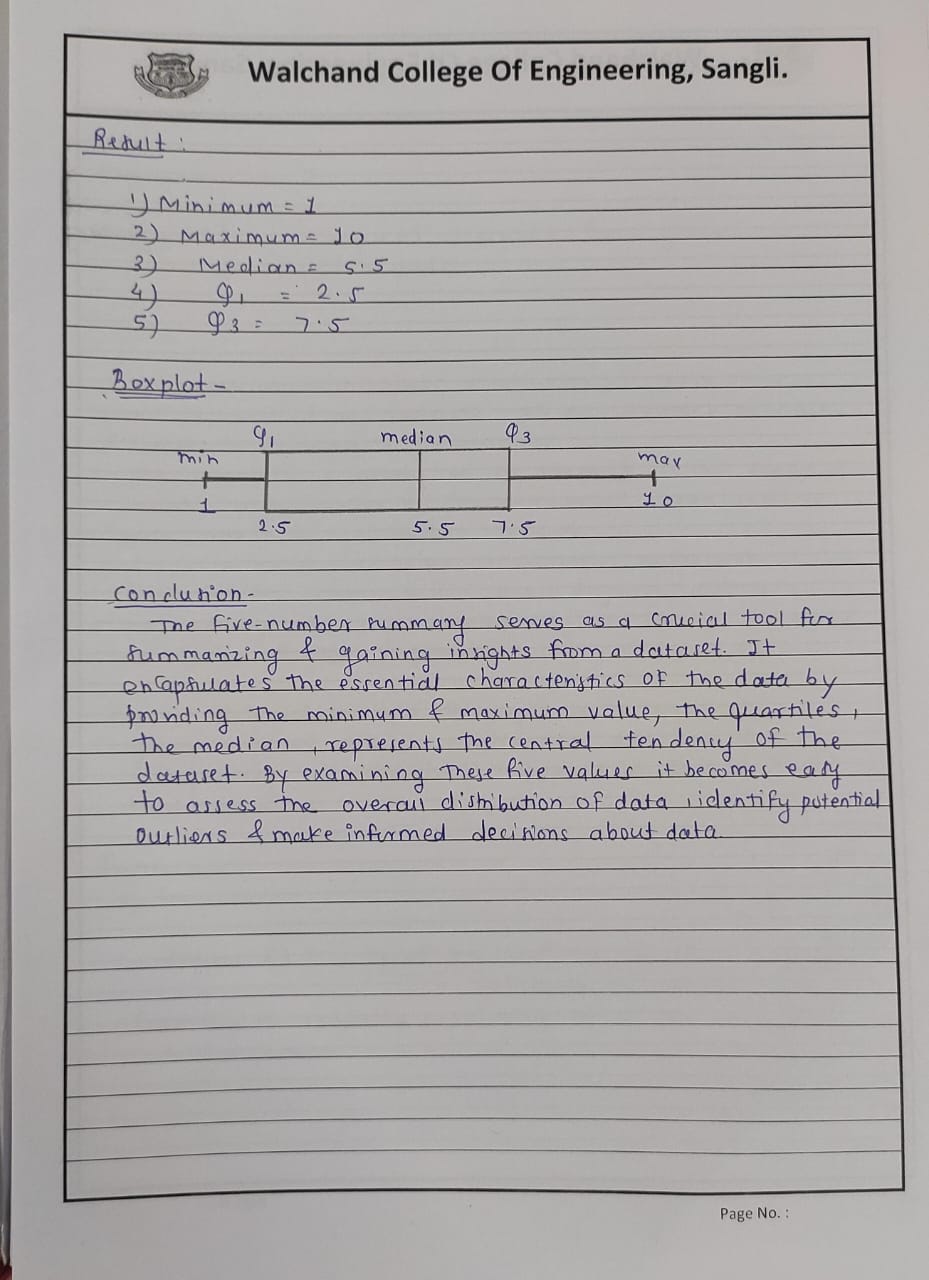 Walchand College Of Engineering, Sangli.
Result :
1) Minimum = 1
2) Maximum = 10
3) Median = 5.5
4) Q1 = 2.5
5) Q3 = 7.5
Boxplot -
Q1 median Q3
min max
1 10
2.5 5.5 7.5
Conclusion -
The five-number summary serves as a crucial tool for
summarizing & gaining insights from a dataset. It
encapsulates the essential characteristics of the data by
providing the minimum & maximum value, the quartiles,
the median, represents the central tendency of the
dataset. By examining these five values it becomes easy
to assess the overall distribution of data, identify potential
outliers & make informed decisions about data.
Page No. :